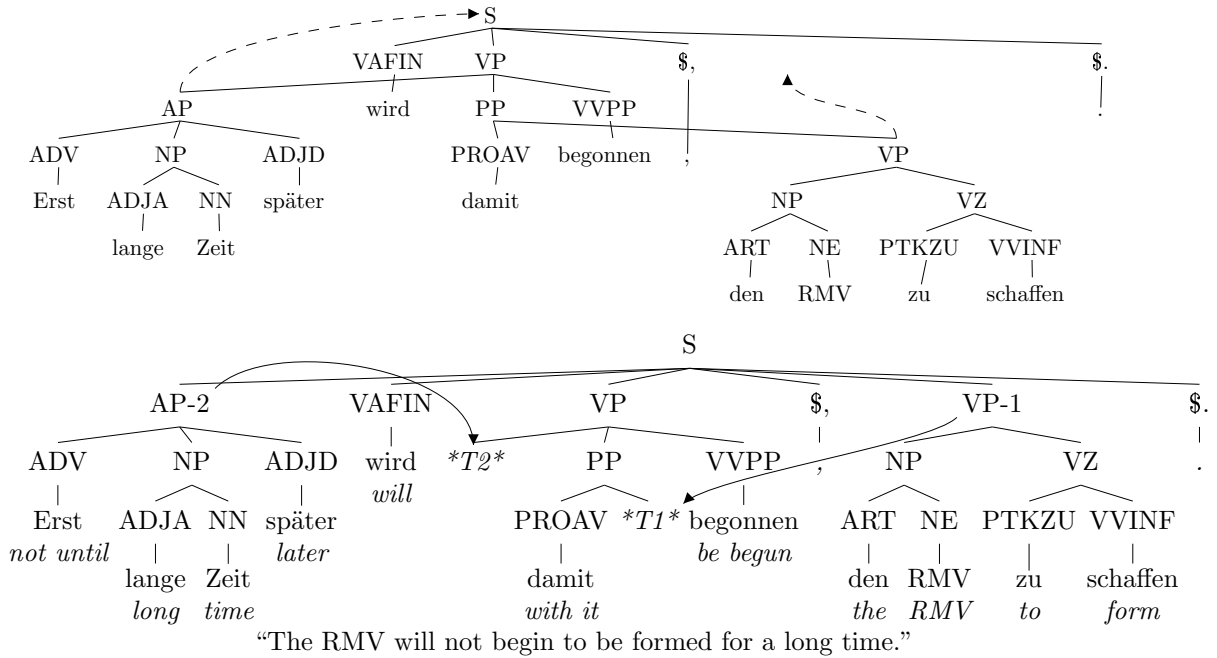 S
VAFIN VP $, $.
AP wird PP VVPP .
ADV NP ADJD PROAV begonnen , VP
Erst ADJA NN später damit NP VZ
lange Zeit ART NE PTKZU VVINF
den RMV zu schaffen
S
AP-2 VAFIN VP $, VP-1 $.
ADV NP ADJD wird *T2* PP VVPP , NP VZ .
will
Erst ADJA NN später PROAV *T1* begonnen ART NE PTKZU VVINF
not until later be begun
lange Zeit damit den RMV zu schaffen
long time with it the RMV to form
“The RMV will not begin to be formed for a long time.”